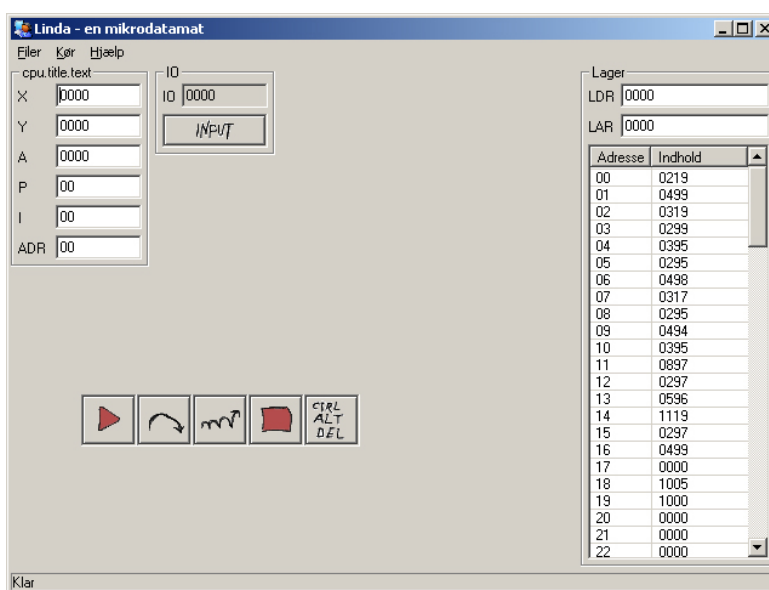 Linda - en mikrodatamat
Filer Kør Hjælp
cpu.title.text
X 0000
Y 0000
A 0000
P 00
I 00
ADR 00
IO
IO 0000
INPUT
CTRL
ALT
DEL
Lager
LDR 0000
LAR 0000
Adresse Indhold
00 0219
01 0499
02 0319
03 0299
04 0395
05 0295
06 0498
07 0317
08 0295
09 0494
10 0395
11 0897
12 0297
13 0596
14 1119
15 0297
16 0499
17 0000
18 1005
19 1000
20 0000
21 0000
22 0000
Klar